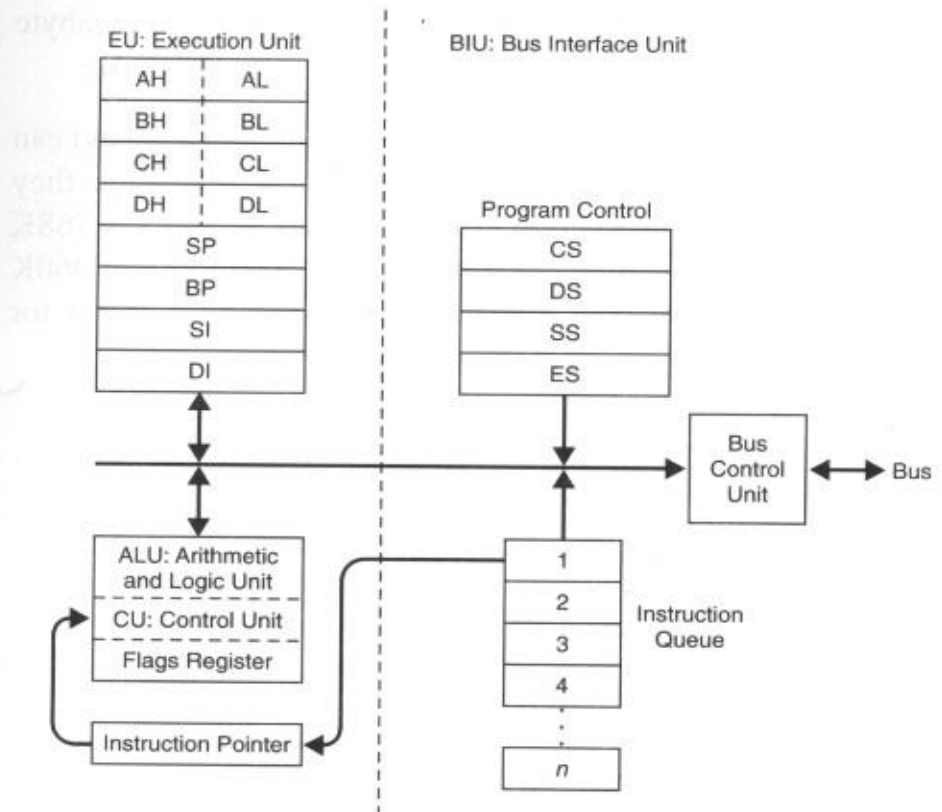 EU: Execution Unit
BIU: Bus Interface Unit
AH AL
BH BL
CH CL
DH DL
SP
BP
SI
DI
Program Control
CS
DS
SS
ES
Bus
Control
Unit
Bus
ALU: Arithmetic
and Logic Unit
CU: Control Unit
Flags Register
Instruction Pointer
1
2
3
4
n
Instruction
Queue